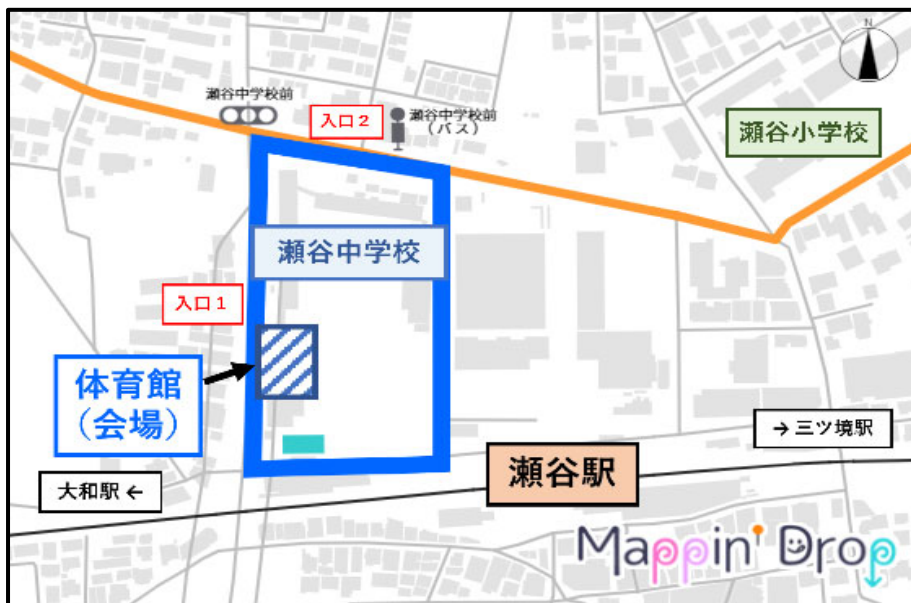 N
瀬谷中学校前
入口２
瀬谷中学校前
（バス）
瀬谷小学校
瀬谷中学校
入口１
体育館
（会場）
→ 三ツ境駅
瀬谷駅
大和駅 ←
Mappin' Drop